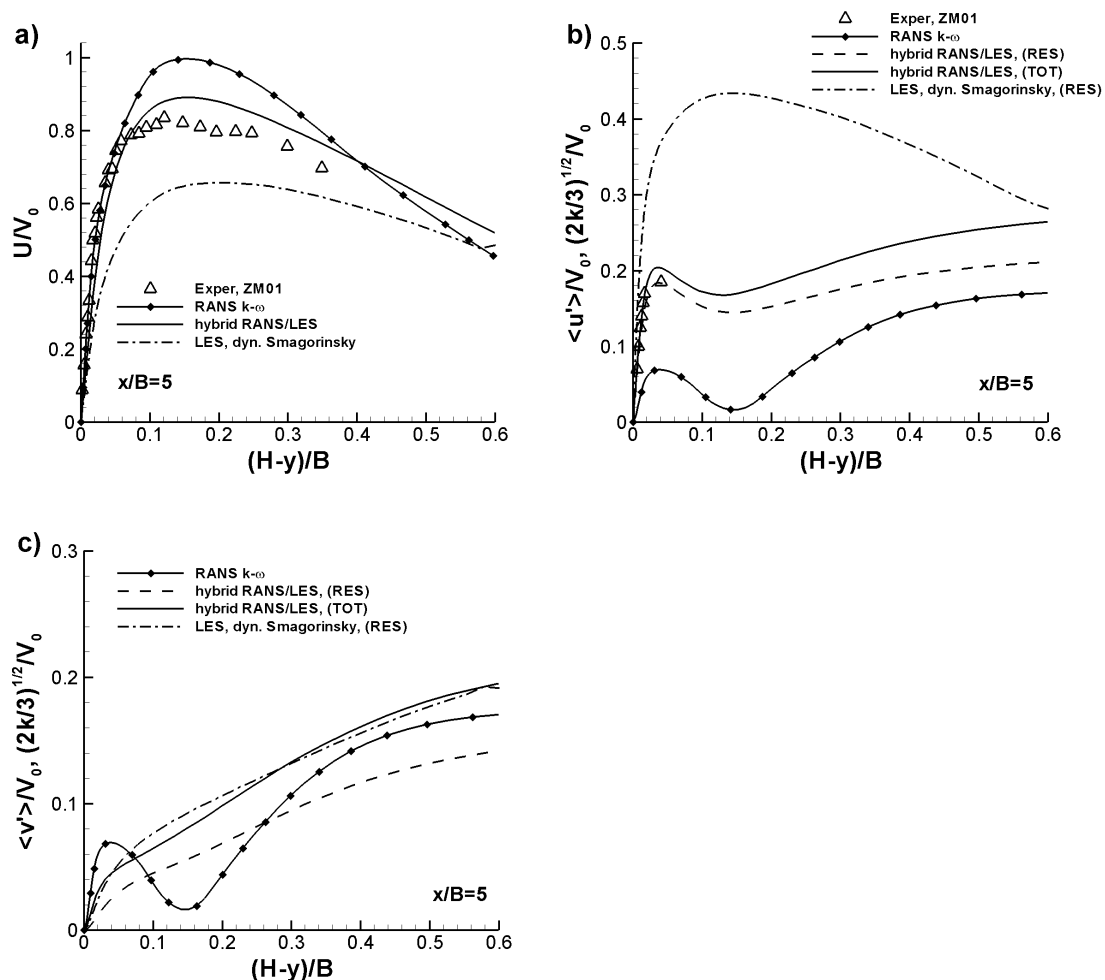 a)
U/V0
1
0.8
0.6
0.4
0.2
0
Exper, ZM01
RANS k-ω
hybrid RANS/LES
LES, dyn. Smagorinsky
x/B=5
0 0.1 0.2 0.3 0.4 0.5 0.6
(H-y)/B
b)
<u'>/V0, (2k/3)^1/2/V0
0.5
0.4
0.3
0.2
0.1
0
Exper, ZM01
RANS k-ω
hybrid RANS/LES, (RES)
hybrid RANS/LES, (TOT)
LES, dyn. Smagorinsky, (RES)
x/B=5
0 0.1 0.2 0.3 0.4 0.5 0.6
(H-y)/B
c)
<v'>/V0, (2k/3)^1/2/V0
0.3
0.2
0.1
0
RANS k-ω
hybrid RANS/LES, (RES)
hybrid RANS/LES, (TOT)
LES, dyn. Smagorinsky, (RES)
x/B=5
0 0.1 0.2 0.3 0.4 0.5 0.6
(H-y)/B